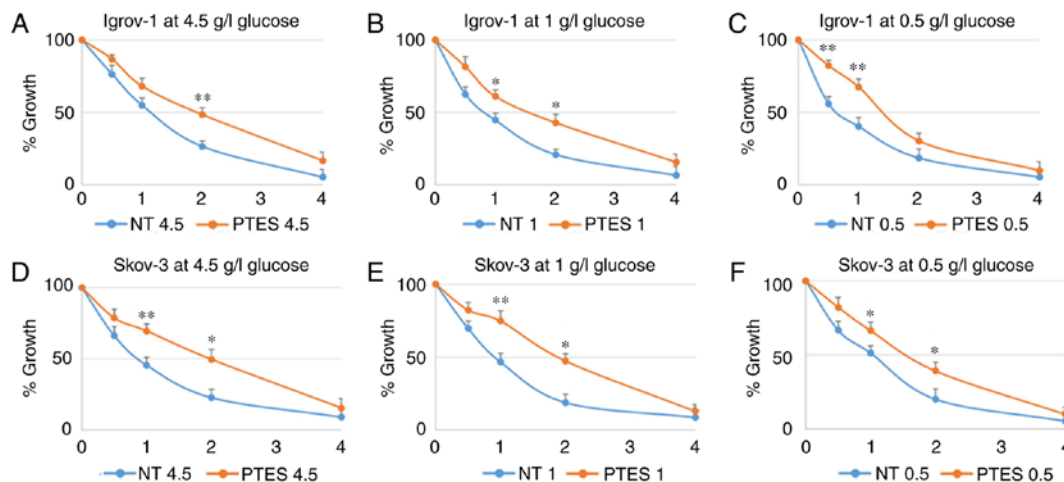 A Igrov-1 at 4.5 g/l glucose
100
50
0
% Growth
**
0 1 2 3 4
NT 4.5 PTES 4.5
B Igrov-1 at 1 g/l glucose
100
50
0
% Growth
* *
0 1 2 3 4
NT 1 PTES 1
C Igrov-1 at 0.5 g/l glucose
100
50
0
% Growth
** **
0 1 2 3 4
NT 0.5 PTES 0.5
D Skov-3 at 4.5 g/l glucose
100
50
0
% Growth
** *
0 1 2 3 4
NT 4.5 PTES 4.5
E Skov-3 at 1 g/l glucose
100
50
0
% Growth
** *
0 1 2 3 4
NT 1 PTES 1
F Skov-3 at 0.5 g/l glucose
100
50
0
% Growth
* *
0 1 2 3 4
NT 0.5 PTES 0.5